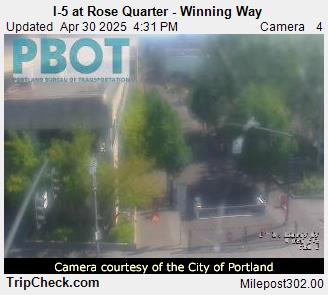 I-5 at Rose Quarter - Winning Way
Updated Apr 30 2025 4:31 PM Camera 4
PBOT
PORTLAND BUREAU OF TRANSPORTATION
Camera courtesy of the City of Portland
TripCheck.com Milepost302.00